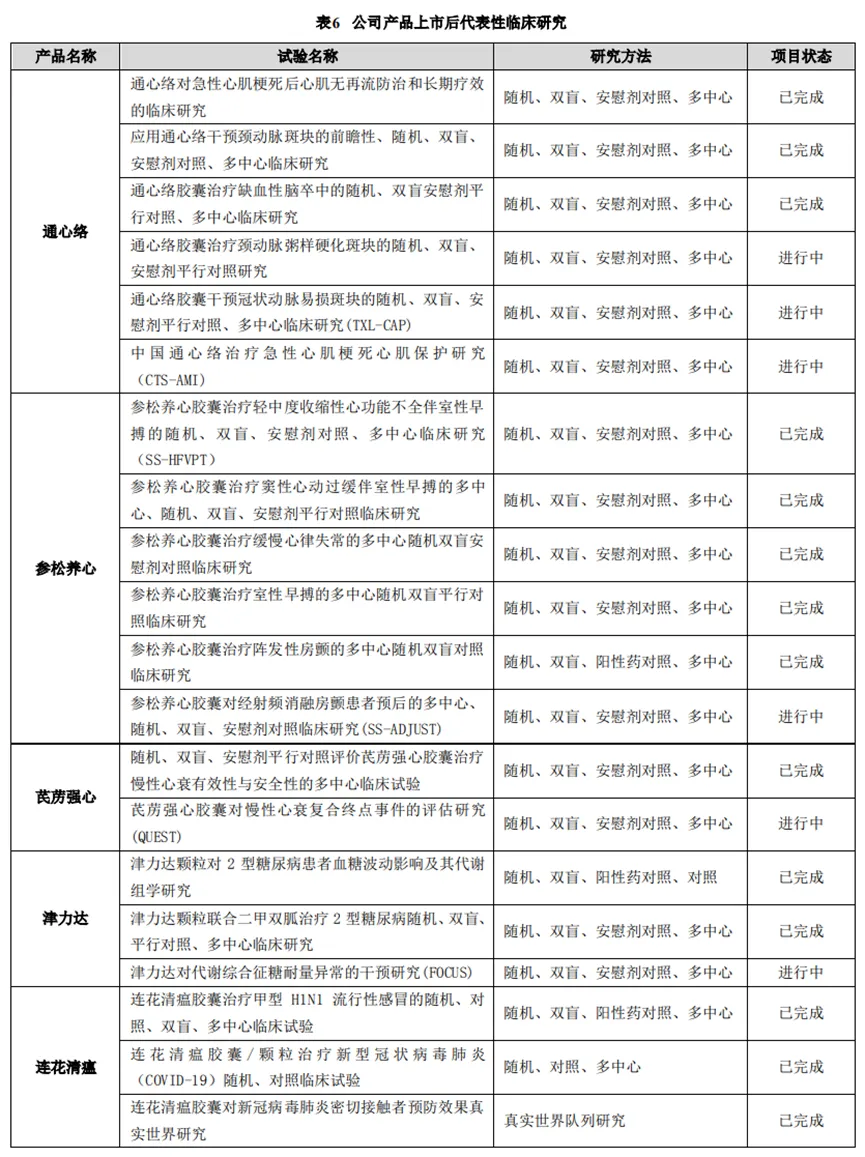 表6 公司产品上市后代表性临床研究
产品名称 试验名称 研究方法 项目状态
通心络
通心络对急性心肌梗死后心肌无再流防治和长期疗效
的临床研究
随机、双盲、安慰剂对照、多中心 已完成
应用通心络干预颈动脉斑块的前瞻性、随机、双盲、
安慰剂对照、多中心临床研究
随机、双盲、安慰剂对照、多中心 已完成
通心络胶囊治疗缺血性脑卒中的随机、双盲安慰剂平
行对照、多中心临床研究
随机、双盲、安慰剂对照、多中心 已完成
通心络胶囊治疗颈动脉粥样硬化斑块的随机、双盲、
安慰剂平行对照研究
随机、双盲、安慰剂对照、多中心 进行中
通心络胶囊干预冠状动脉易损斑块的随机、双盲、安
慰剂平行对照、多中心临床研究(TXL-CAP)
随机、双盲、安慰剂对照、多中心 进行中
中国通心络治疗急性心肌梗死心肌保护研究
（CTS-AMI)
随机、双盲、安慰剂对照、多中心 进行中
参松养心
参松养心胶囊治疗轻中度收缩性心功能不全伴室性早
搏的随机、双盲、安慰剂对照、多中心临床研究
（SS-HFVPT）
随机、双盲、安慰剂对照、多中心 已完成
参松养心胶囊治疗窦性心动过缓伴室性早搏的多中
心、随机、双盲、安慰剂平行对照临床研究
随机、双盲、安慰剂对照、多中心 已完成
参松养心胶囊治疗缓慢心律失常的多中心随机双盲安
慰剂对照临床研究
随机、双盲、安慰剂对照、多中心 已完成
参松养心胶囊治疗室性早搏的多中心随机双盲平行对
照临床研究
随机、双盲、安慰剂对照、多中心 已完成
参松养心胶囊治疗阵发性房颤的多中心随机双盲对照
临床研究
随机、双盲、阳性药对照、多中心 已完成
参松养心胶囊对经射频消融房颤患者预后的多中心、
随机、双盲、安慰剂对照临床研究(SS-ADJUST)
随机、双盲、安慰剂对照、多中心 进行中
芪苈强心
随机、双盲、安慰剂平行对照评价芪苈强心胶囊治疗
慢性心衰有效性与安全性的多中心临床试验
随机、双盲、安慰剂对照、多中心 已完成
芪苈强心胶囊对慢性心衰复合终点事件的评估研究
(QUEST)
随机、双盲、安慰剂对照、多中心 进行中
津力达
津力达颗粒对 2 型糖尿病患者血糖波动影响及其代谢
组学研究
随机、双盲、阳性药对照、对照 已完成
津力达颗粒联合二甲双胍治疗 2 型糖尿病随机、双盲、
平行对照、多中心临床研究
随机、双盲、安慰剂对照、多中心 已完成
津力达对代谢综合征糖耐量异常的干预研究(FOCUS) 随机、双盲、安慰剂对照、多中心 进行中
连花清瘟
连花清瘟胶囊治疗甲型 H1N1 流行性感冒的随机、对
照、双盲、多中心临床试验
随机、双盲、阳性药对照、多中心 已完成
连花清瘟胶囊/颗粒治疗新型冠状病毒肺炎
（COVID-19）随机、对照临床试验
随机、对照、多中心 已完成
连花清瘟胶囊对新冠病毒肺炎密切接触者预防效果真
实世界研究
真实世界队列研究 已完成